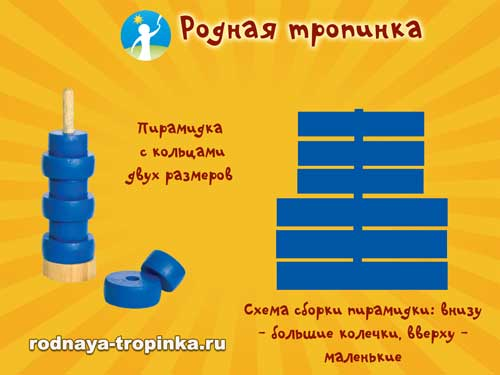 Родная тропинка
Пирамидка
с кольцами
двух размеров
Схема сборки пирамидки: внизу
- большие колечки, вверху -
маленькие
rodnaya-tropinka.ru